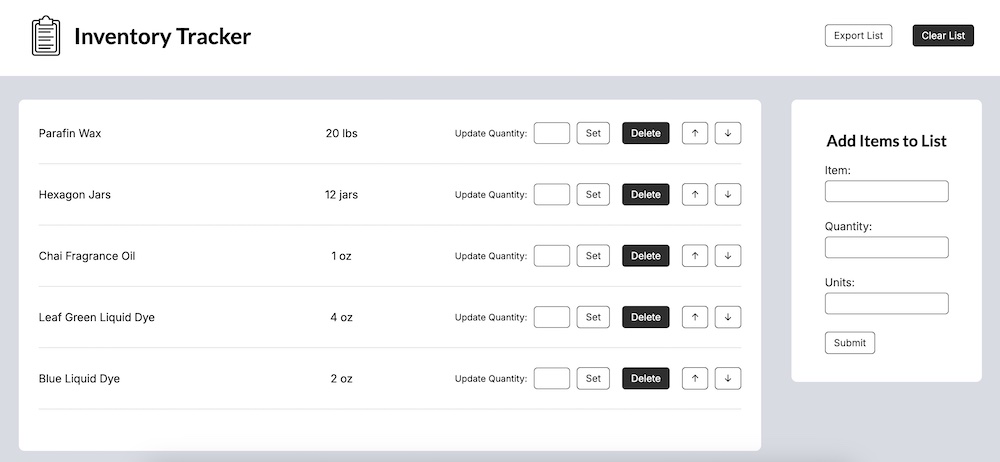 Inventory Tracker Export List Clear List
Parafin Wax 20 lbs Update Quantity: Set Delete ↑ ↓
Hexagon Jars 12 jars Update Quantity: Set Delete ↑ ↓
Chai Fragrance Oil 1 oz Update Quantity: Set Delete ↑ ↓
Leaf Green Liquid Dye 4 oz Update Quantity: Set Delete ↑ ↓
Blue Liquid Dye 2 oz Update Quantity: Set Delete ↑ ↓
Add Items to List
Item:
Quantity:
Units:
Submit